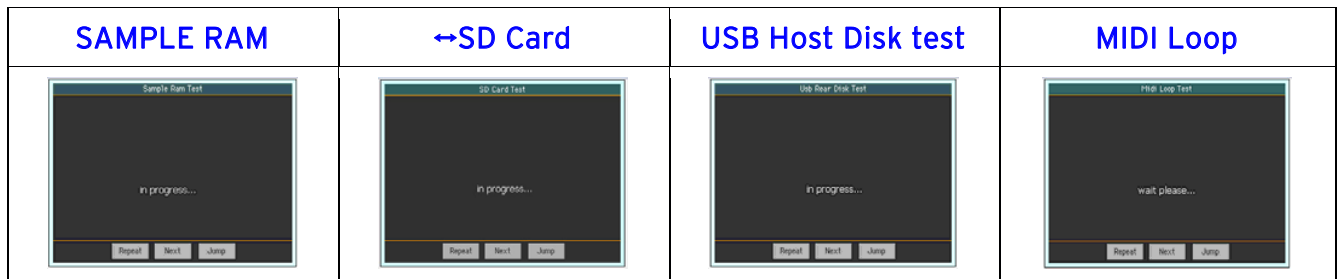 SAMPLE RAM
↔SD Card
USB Host Disk test
MIDI Loop
Sample Ram Test
in progress...
Repeat Next Jump
SD Card Test
in progress...
Repeat Next Jump
Usb Rear Disk Test
in progress...
Repeat Next Jump
Midi Loop Test
wait please...
Repeat Next Jump